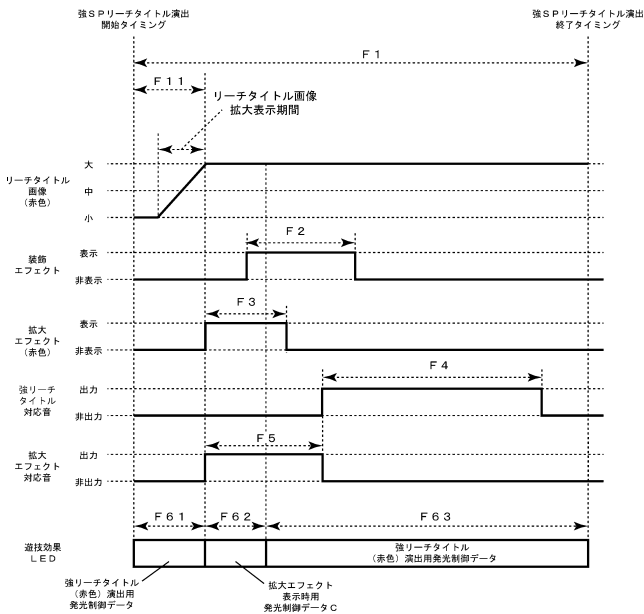 強SPリーチタイトル演出
開始タイミング
強SPリーチタイトル演出
終了タイミング
F1
F11
リーチタイトル画像
拡大表示期間
リーチタイトル
画像
(赤色)
大
中
小
F2
装飾
エフェクト
表示
非表示
F3
拡大
エフェクト
(赤色)
表示
非表示
F4
強リーチ
タイトル
対応音
出力
非出力
F5
拡大
エフェクト
対応音
出力
非出力
F61
F62
F63
遊技効果
LED
強リーチタイトル
(赤色)演出用発光制御データ
強リーチタイトル
(赤色)演出用
発光制御データ
拡大エフェクト
表示時用
発光制御データC